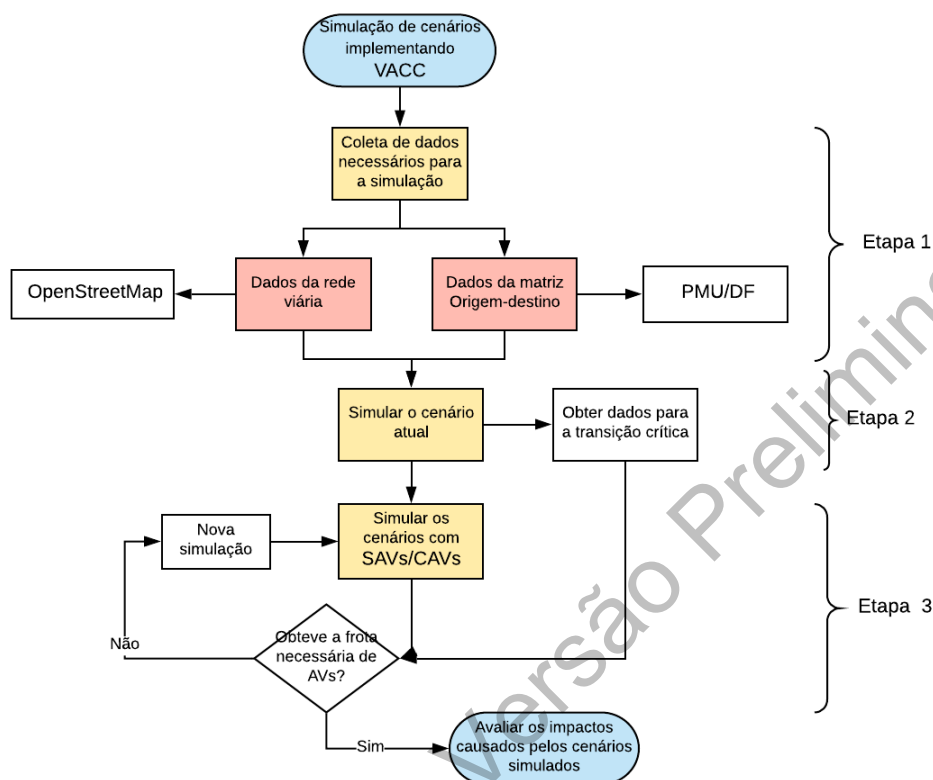 Simulação de cenários
implementando
VACC
Coleta de dados
necessários para
a simulação
Etapa 1
OpenStreetMap
Dados da rede
viária
Dados da matriz
Origem-destino
PMU/DF
Simular o cenário
atual
Obter dados para
a transição crítica
Etapa 2
Nova
simulação
Simular os
cenários com
SAVs/CAVs
Etapa 3
Não
Obteve a frota
necessária de
AVs?
Sim
Avaliar os impactos
causados pelos cenários
simulados
Versão Prelimin